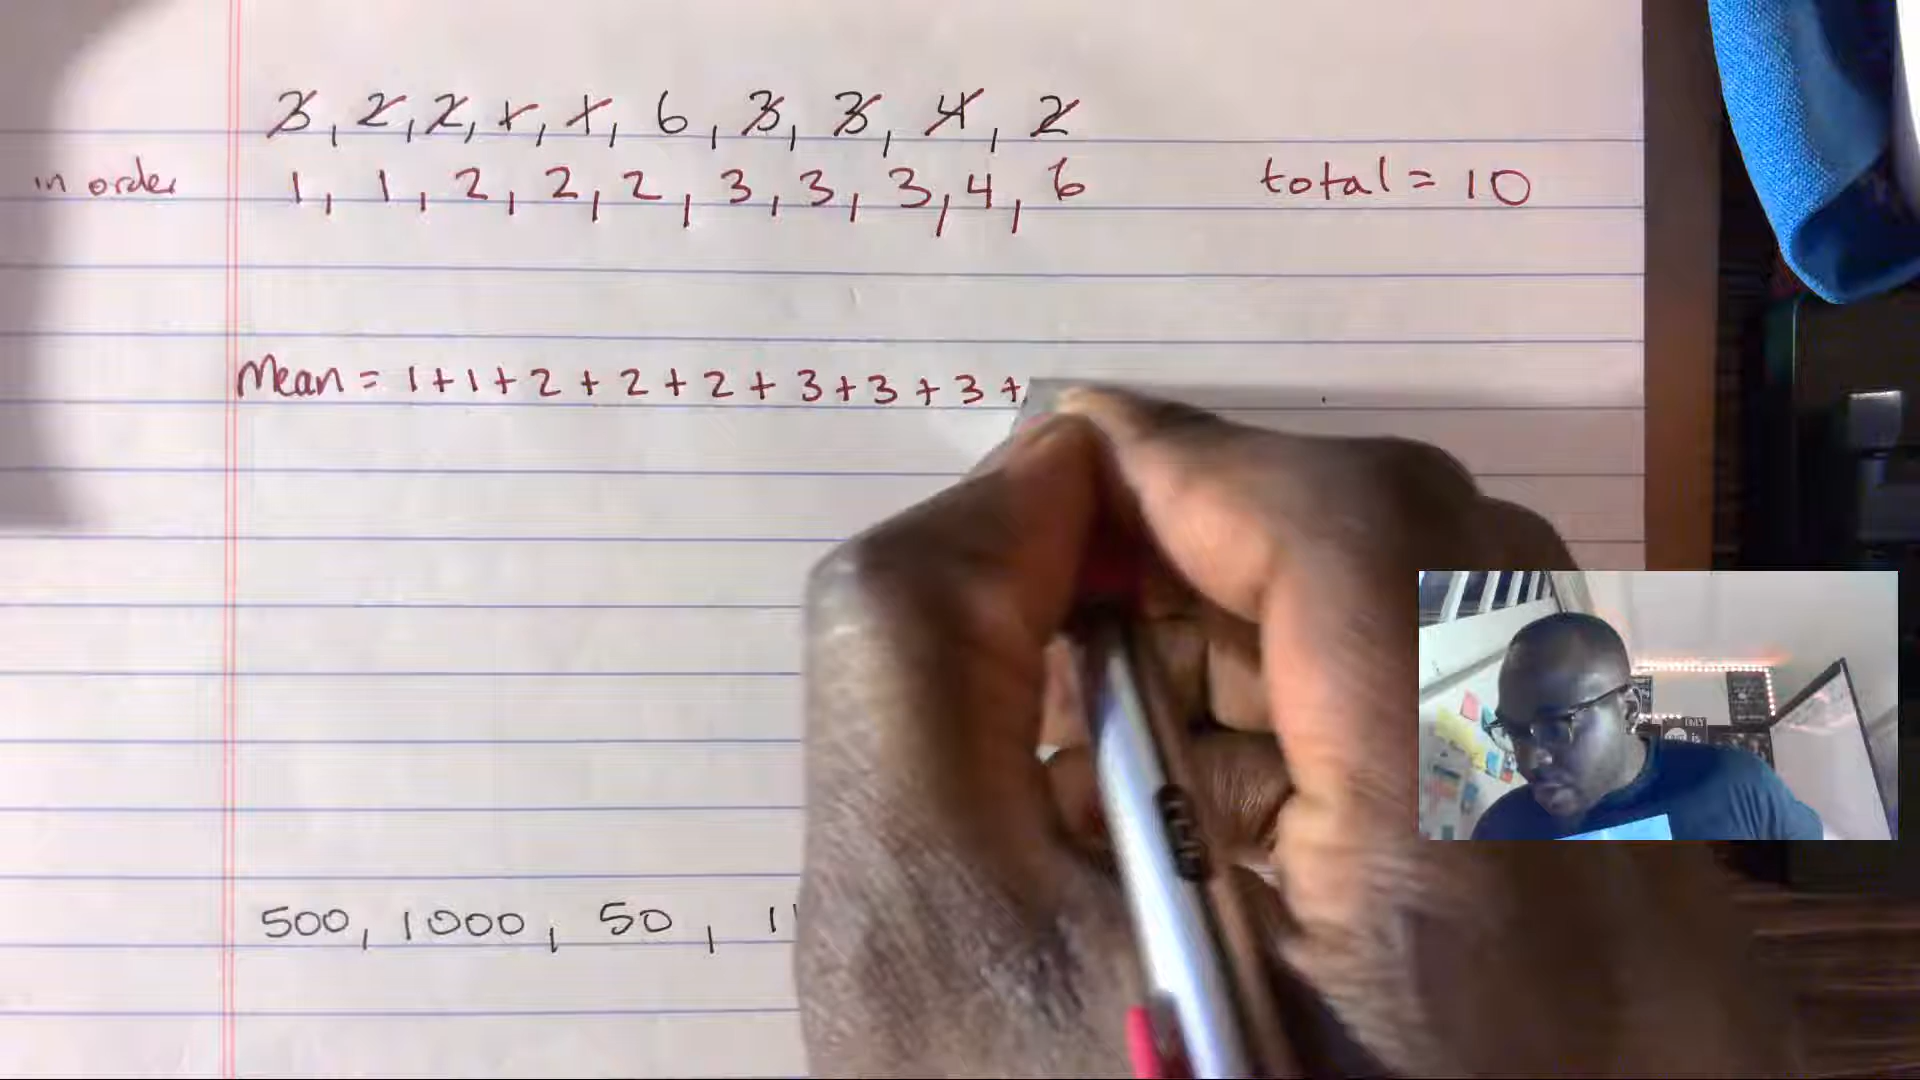 3, 2, 2, 1, 1, 6, 3, 3, 4, 2
in order 1, 1, 2, 2, 2, 3, 3, 3, 4, 6 total = 10
Mean = 1+1+2+2+2+3+3+3+
500, 1000, 50,